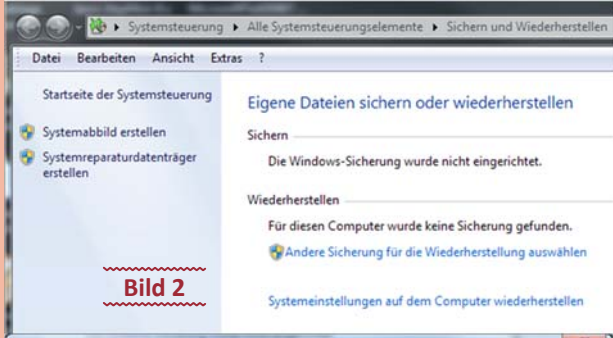 Systemsteuerung ▸ Alle Systemsteuerungselemente ▸ Sichern und Wiederherstellen
Datei Bearbeiten Ansicht Extras ?
Startseite der Systemsteuerung
Systemabbild erstellen
Systemreparaturdatenträger
erstellen
Eigene Dateien sichern oder wiederherstellen
Sichern
Die Windows-Sicherung wurde nicht eingerichtet.
Wiederherstellen
Für diesen Computer wurde keine Sicherung gefunden.
Andere Sicherung für die Wiederherstellung auswählen
Systemeinstellungen auf dem Computer wiederherstellen
Bild 2